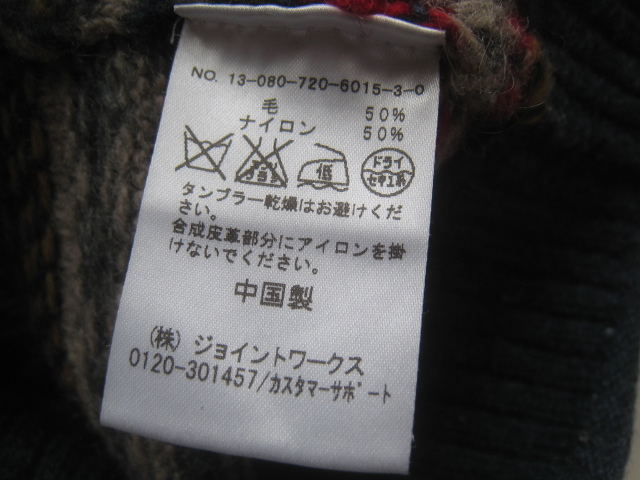 NO. 13-080-720-6015-3-0
毛 50%
ナイロン 50%
低
ドライ
セキユ系
タンブラー乾燥はお避けくだ
さい。
合成皮革部分にアイロンを掛
けないでください。
中国製
(株) ジョイントワークス
0120-301457/カスタマーサポート